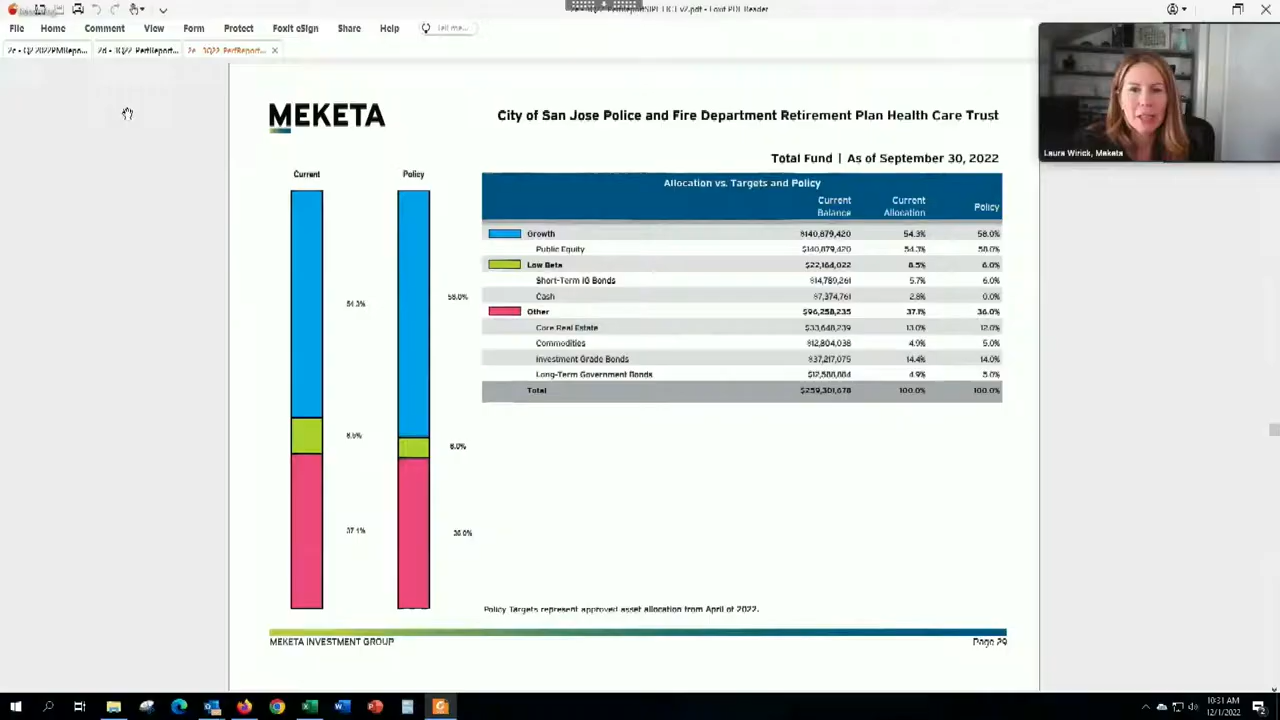 File Home Comment View Form Protect Foxit eSign Share Help Tell me...
MEKETA
City of San Jose Police and Fire Department Retirement Plan Health Care Trust
Total Fund | As of September 30, 2022
Laura Wirick, Meketa
Current Policy
Allocation vs. Targets and Policy
Current Balance Current Allocation Policy
Growth $140,879,420 54.3% 58.0%
Public Equity $140,879,420 54.3% 58.0%
Low Beta $22,164,022 8.5% 6.0%
Short-Term IG Bonds $14,789,261 5.7% 6.0%
Cash $7,374,761 2.8% 0.0%
Other $96,258,235 37.1% 36.0%
Core Real Estate $33,648,239 13.0% 12.0%
Commodities $12,804,038 4.9% 5.0%
Investment Grade Bonds $37,217,075 14.4% 14.0%
Long-Term Government Bonds 4.9% 5.0%
Total $259,301,678 100.0% 100.0%
54.3% 58.0%
8.5% 6.0%
37.1% 36.0%
Policy Targets represent approved asset allocation from April of 2022.
MEKETA INVESTMENT GROUP
Page 29
10:31 AM
12/1/2022